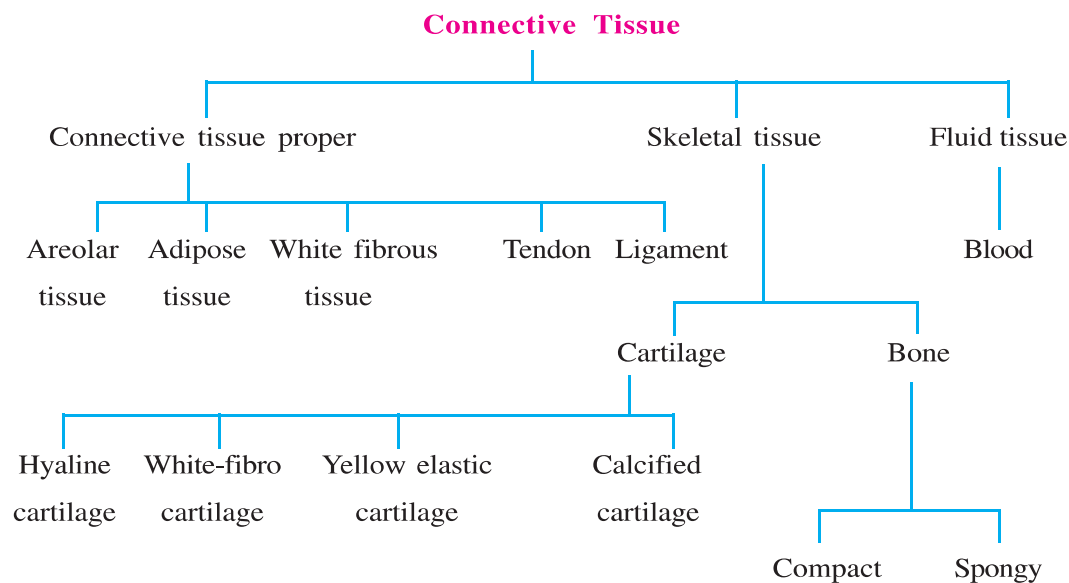 Connective Tissue
Connective tissue proper Skeletal tissue Fluid tissue
Areolar Adipose White fibrous Tendon Ligament Blood
tissue tissue tissue
Cartilage Bone
Hyaline White-fibro Yellow elastic Calcified
cartilage cartilage cartilage cartilage
Compact Spongy